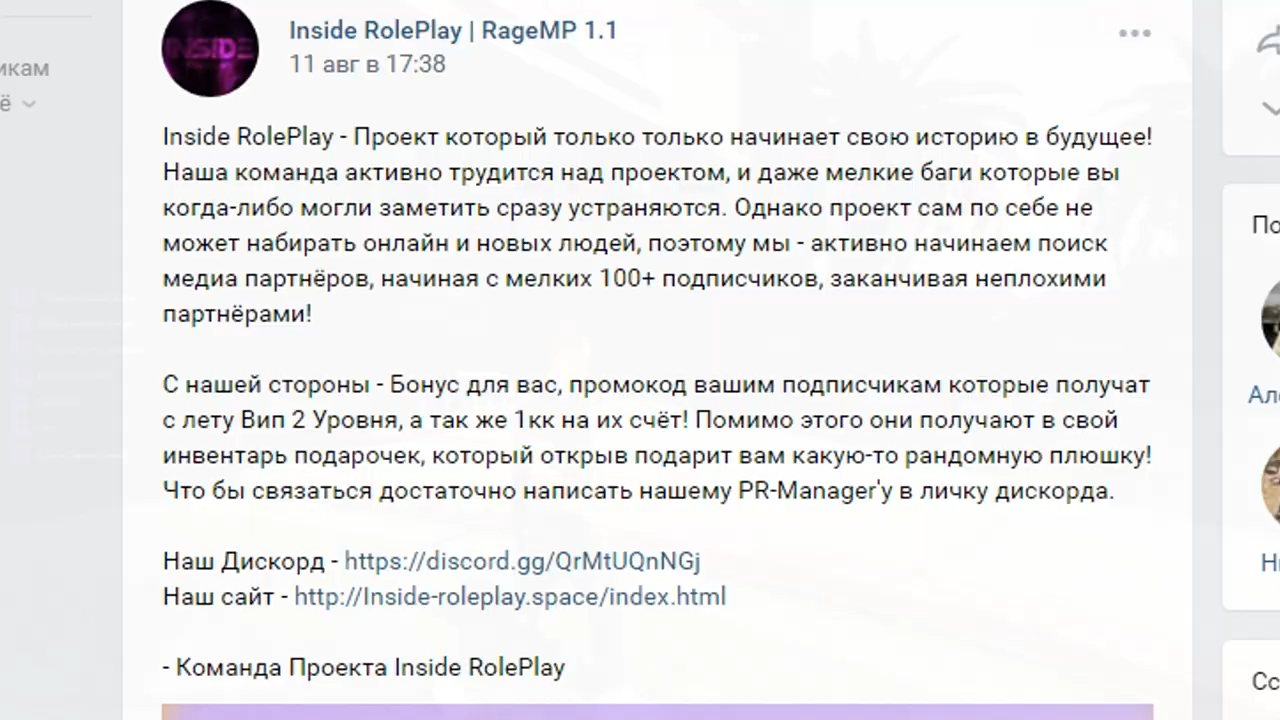 Inside RolePlay | RageMP 1.1
11 авг в 17:38
INSIDE
Inside RolePlay - Проект который только только начинает свою историю в будущее!
Наша команда активно трудится над проектом, и даже мелкие баги которые вы
когда-либо могли заметить сразу устраняются. Однако проект сам по себе не
может набирать онлайн и новых людей, поэтому мы - активно начинаем поиск
медиа партнёров, начиная с мелких 100+ подписчиков, заканчивая неплохими
партнёрами!
С нашей стороны - Бонус для вас, промокод вашим подписчикам которые получат
с лету Вип 2 Уровня, а так же 1кк на их счёт! Помимо этого они получают в свой
инвентарь подарочек, который открыв подарит вам какую-то рандомную плюшку!
Что бы связаться достаточно написать нашему PR-Manager'у в личку дискорда.
Наш Дискорд - https://discord.gg/QrMtUQnNGj
Наш сайт - http://Inside-roleplay.space/index.html
- Команда Проекта Inside RolePlay